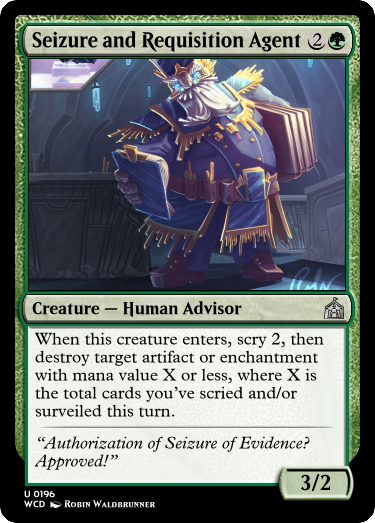 Seizure and Requisition Agent 2
Creature — Human Advisor
When this creature enters, scry 2, then
destroy target artifact or enchantment
with mana value X or less, where X is
the total cards you've scried and/or
surveiled this turn.
“Authorization of Seizure of Evidence?
Approved!”
3/2
U 0196
WCD Robin Waldbrunner